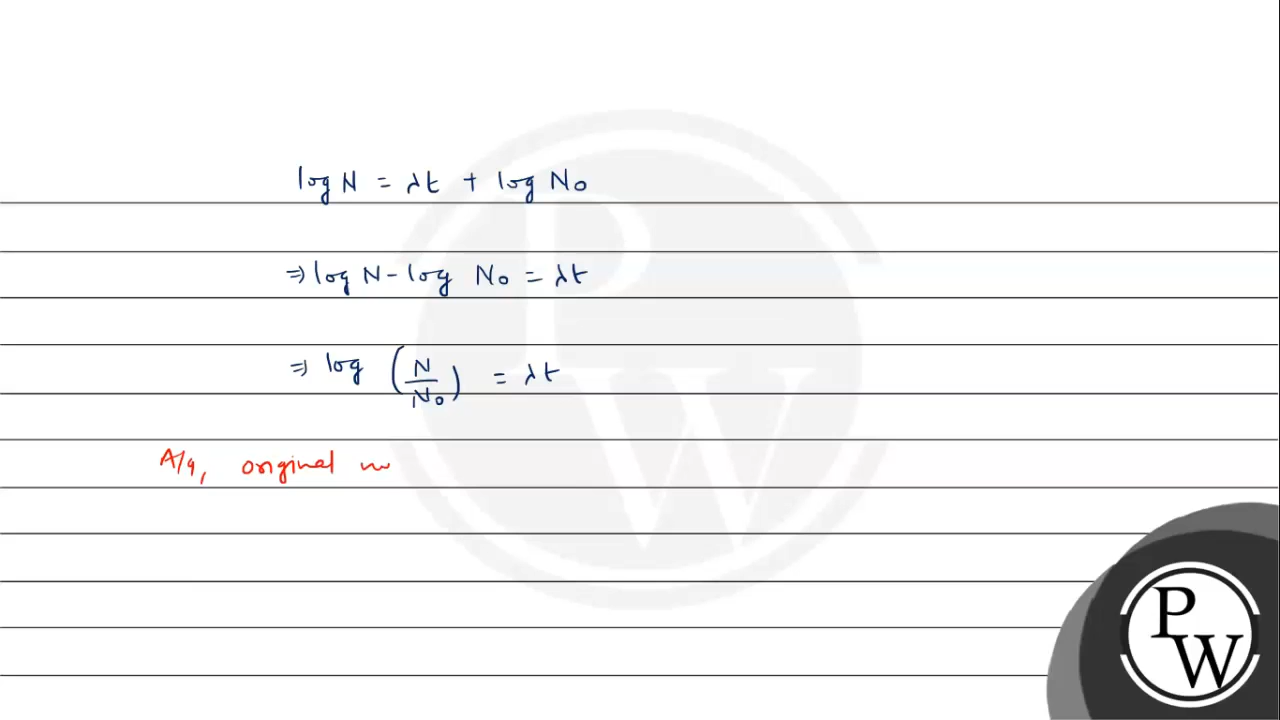 log N = λt + log N₀
⇒ log N - log N₀ = λt
⇒ log (N/N₀) = λt
A/q, original
P
W
P
W